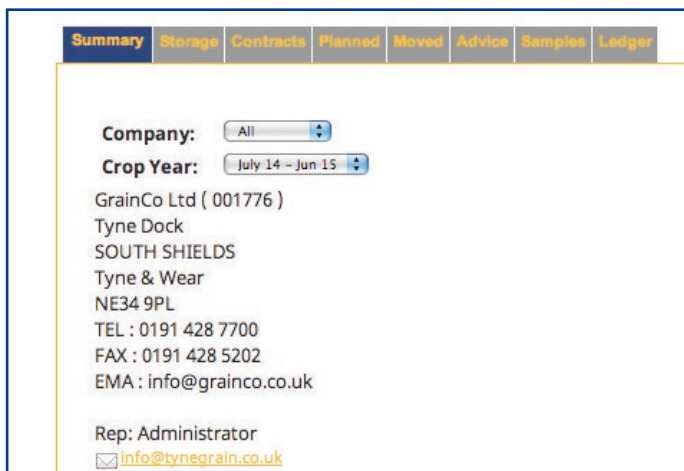 Summary Storage Contracts Planned Moved Advice Samples Ledger
Company: All
Crop Year: July 14 – Jun 15
GrainCo Ltd ( 001776 )
Tyne Dock
SOUTH SHIELDS
Tyne & Wear
NE34 9PL
TEL : 0191 428 7700
FAX : 0191 428 5202
EMA : info@grainco.co.uk
Rep: Administrator
info@tynegrain.co.uk